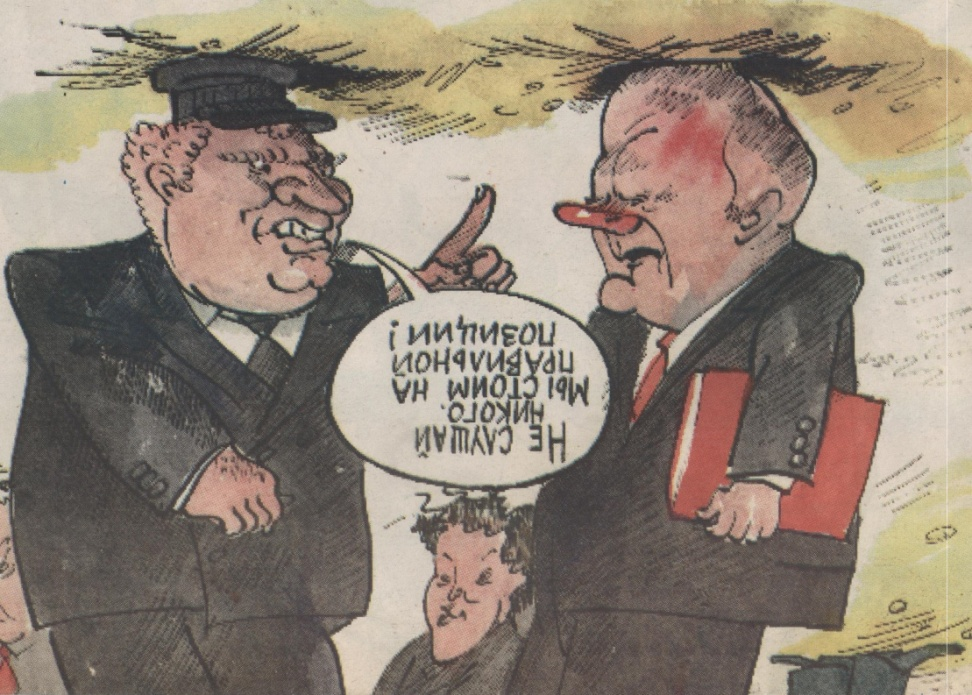 НЕ СЛУШАЙ
НИКОГО.
МЫ СТОИМ НА
ПРАВИЛЬНОЙ
ПОЗИЦИИ!